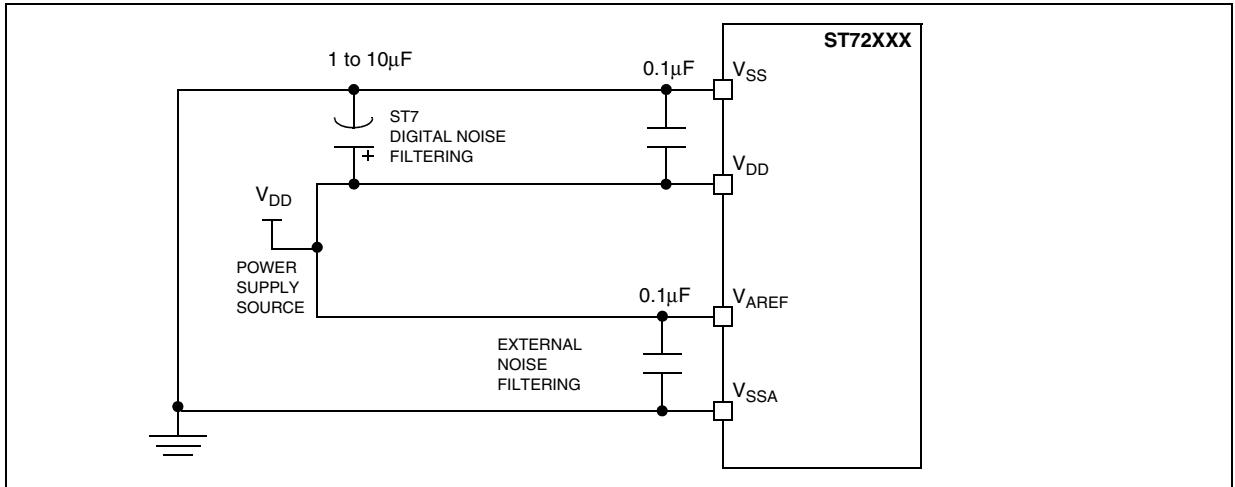 ST72XXX
1 to 10μF
0.1μF
VSS
ST7
DIGITAL NOISE
FILTERING
+
VDD
VDD
POWER
SUPPLY
SOURCE
0.1μF
VAREF
EXTERNAL
NOISE
FILTERING
VSSA